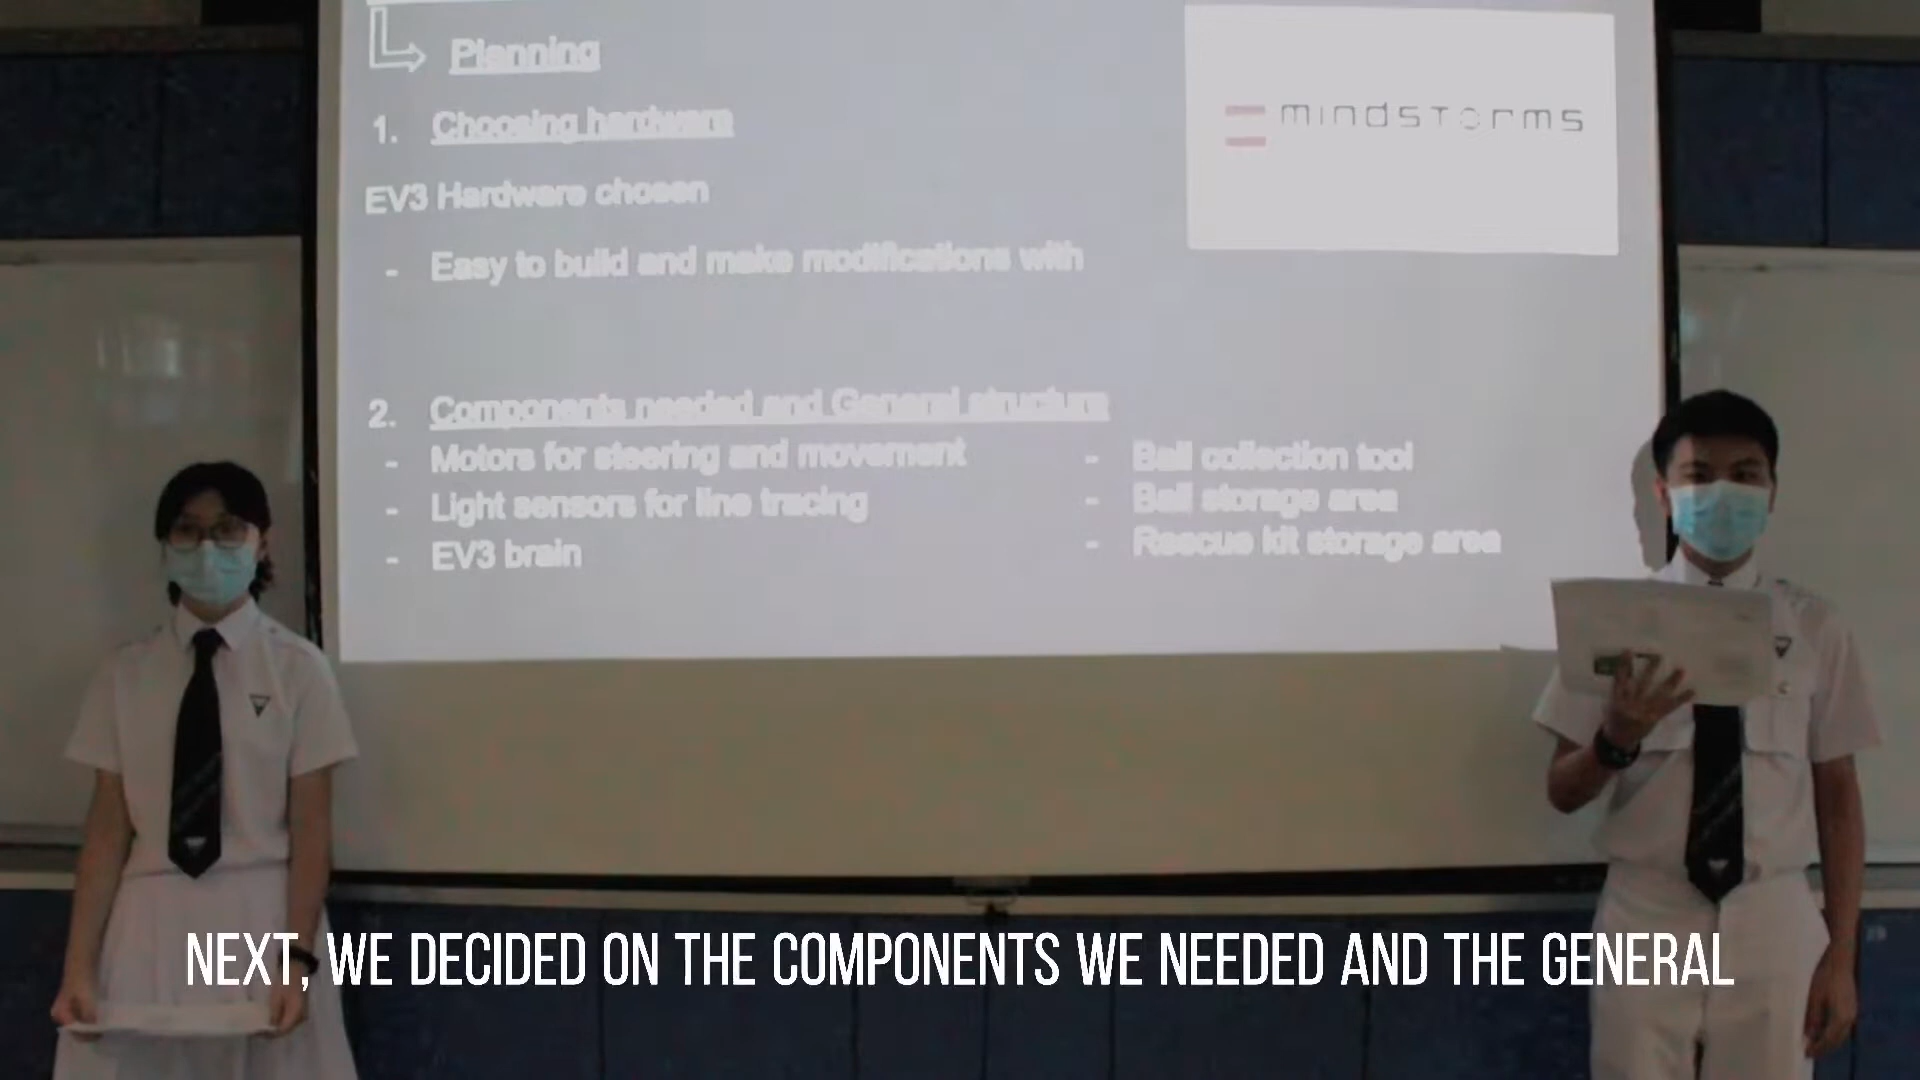 Planning
mindstorms
1. Choosing hardware
EV3 Hardware chosen
- Easy to build and make modifications with
2. Components needed and General structure
- Motors for steering and movement
- Light sensors for line tracing
- EV3 brain
- Ball collection tool
- Ball storage area
- Rescue kit storage area
NEXT, WE DECIDED ON THE COMPONENTS WE NEEDED AND THE GENERAL